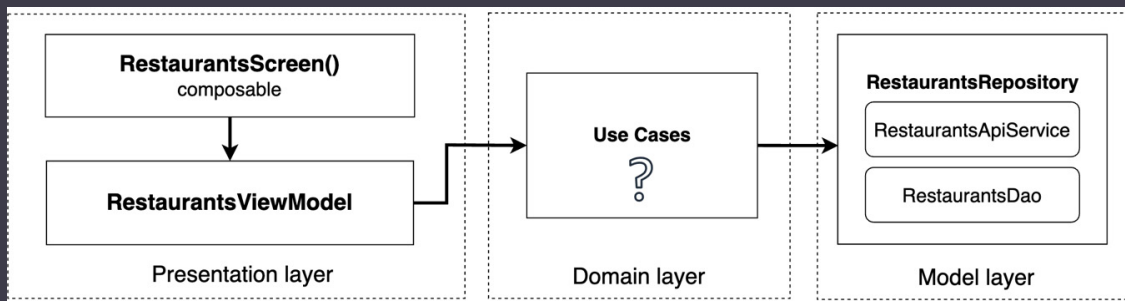 RestaurantsScreen()
composable
RestaurantsViewModel
Presentation layer
Use Cases
?
Domain layer
RestaurantsRepository
RestaurantsApiService
RestaurantsDao
Model layer